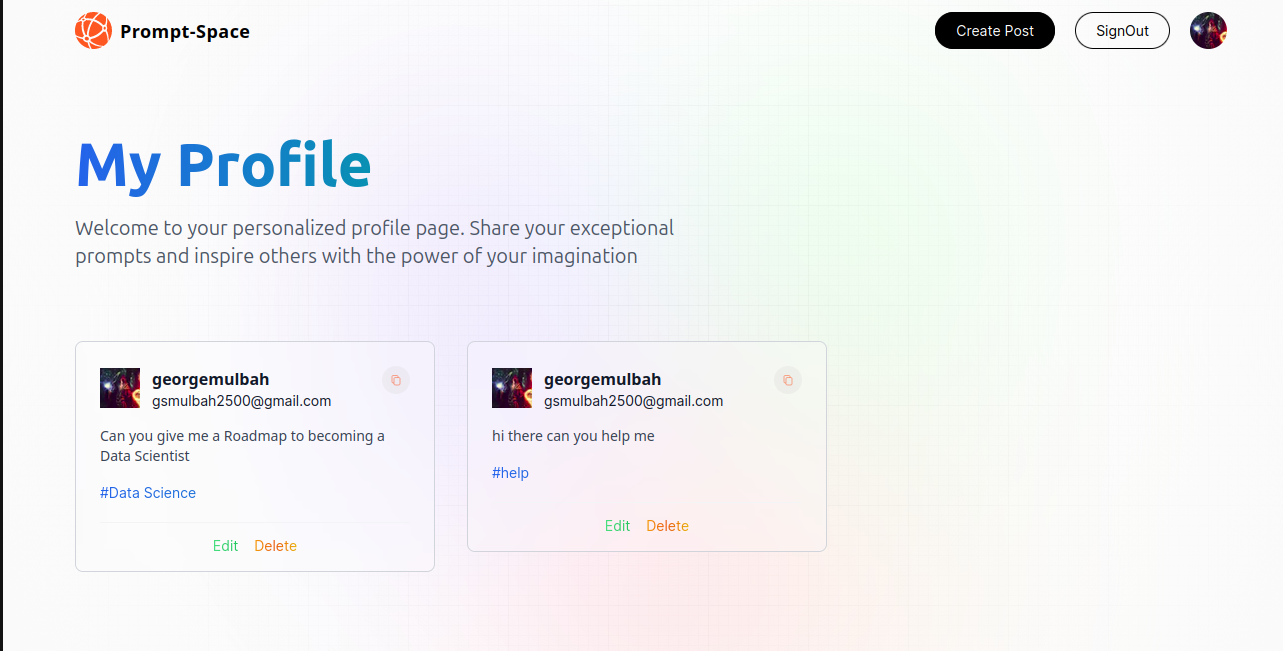 Prompt-Space
Create Post
SignOut
My Profile
Welcome to your personalized profile page. Share your exceptional
prompts and inspire others with the power of your imagination
georgemulbah
gsmulbah2500@gmail.com
Can you give me a Roadmap to becoming a
Data Scientist
#Data Science
Edit Delete
georgemulbah
gsmulbah2500@gmail.com
hi there can you help me
#help
Edit Delete